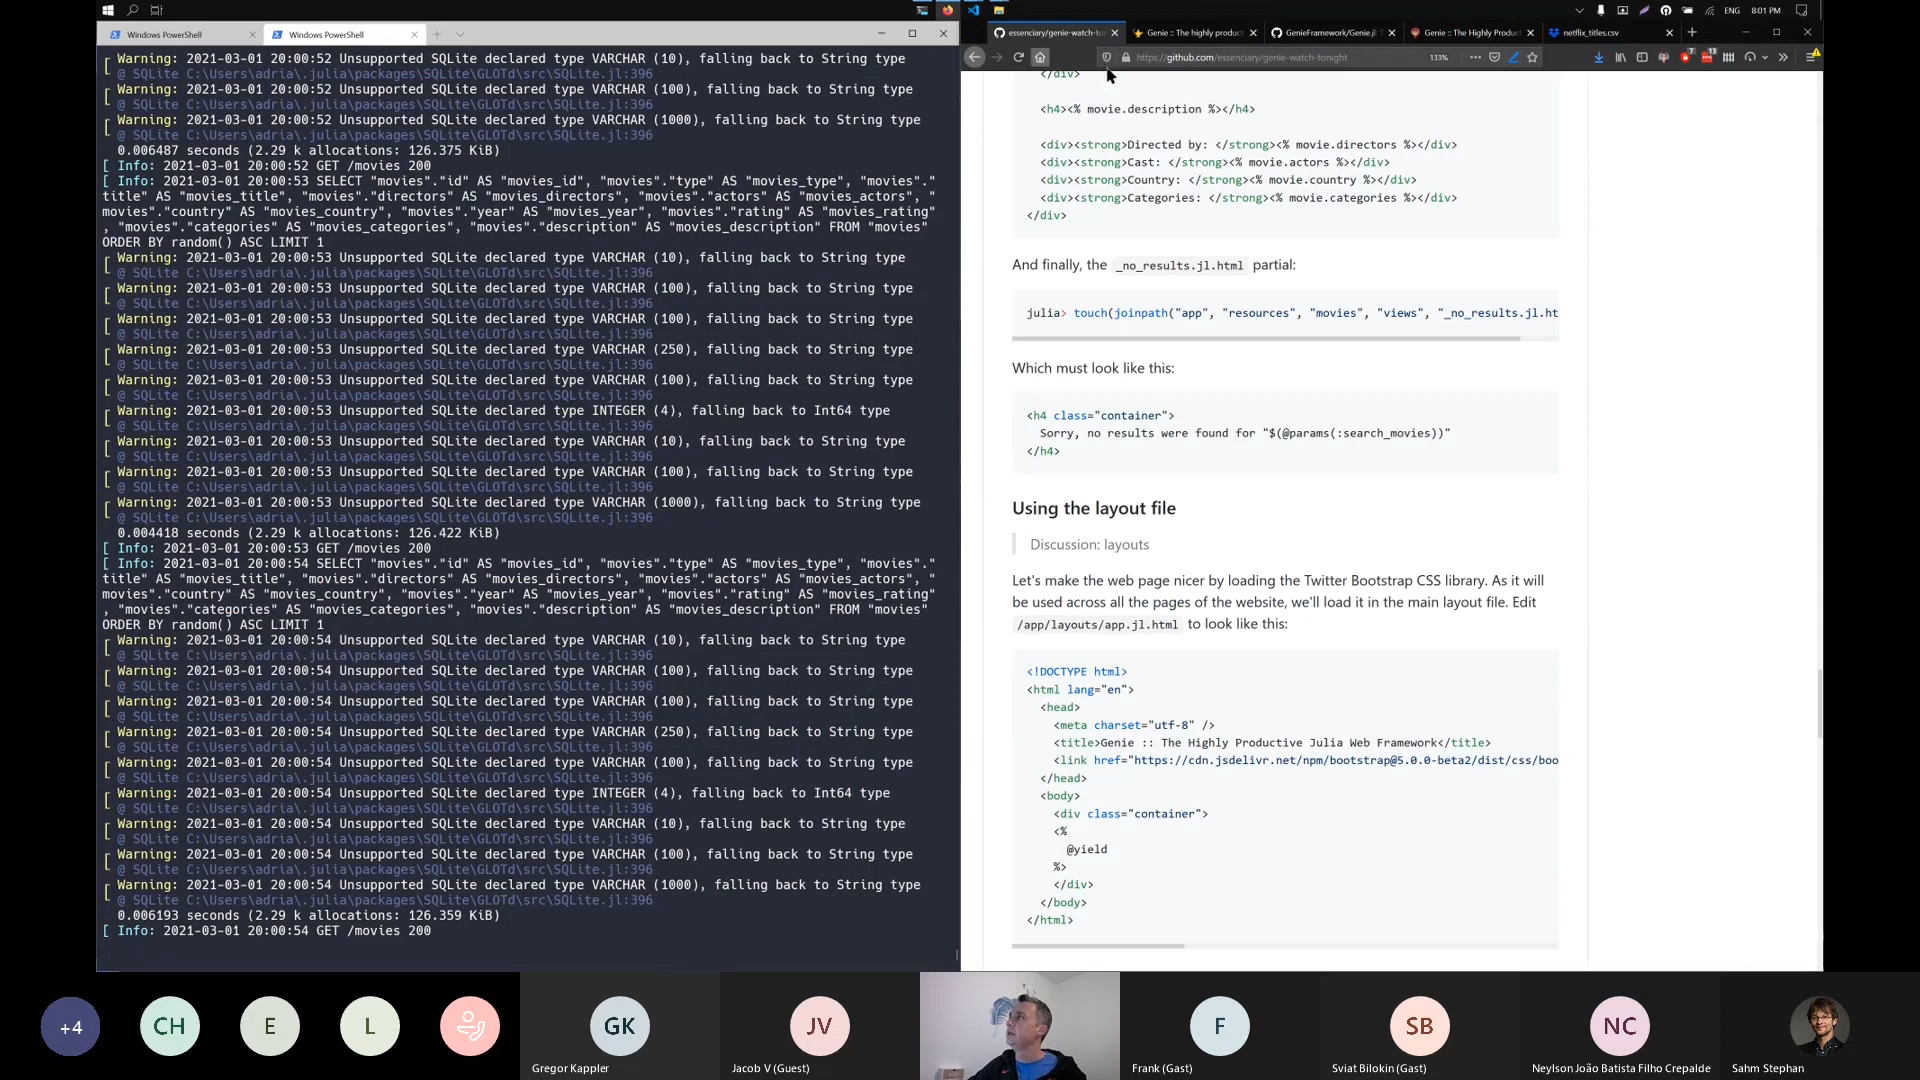 Windows PowerShell
Windows PowerShell
Warning: 2021-03-01 20:00:52 Unsupported SQLite declared type VARCHAR (10), falling back to String type
@ SQLite C:\Users\adria\.julia\packages\SQLite\GLOTd\src\SQLite.jl:396
Warning: 2021-03-01 20:00:52 Unsupported SQLite declared type VARCHAR (100), falling back to String type
@ SQLite C:\Users\adria\.julia\packages\SQLite\GLOTd\src\SQLite.jl:396
Warning: 2021-03-01 20:00:52 Unsupported SQLite declared type VARCHAR (1000), falling back to String type
@ SQLite C:\Users\adria\.julia\packages\SQLite\GLOTd\src\SQLite.jl:396
0.006487 seconds (2.29 k allocations: 126.375 KiB)
[ Info: 2021-03-01 20:00:52 GET /movies 200
[ Info: 2021-03-01 20:00:53 SELECT "movies"."id" AS "movies_id", "movies"."type" AS "movies_type", "movies"."
title" AS "movies_title", "movies"."directors" AS "movies_directors", "movies"."actors" AS "movies_actors", "
movies"."country" AS "movies_country", "movies"."year" AS "movies_year", "movies"."rating" AS "movies_rating"
, "movies"."categories" AS "movies_categories", "movies"."description" AS "movies_description" FROM "movies"
ORDER BY random() ASC LIMIT 1
Warning: 2021-03-01 20:00:53 Unsupported SQLite declared type VARCHAR (10), falling back to String type
@ SQLite C:\Users\adria\.julia\packages\SQLite\GLOTd\src\SQLite.jl:396
Warning: 2021-03-01 20:00:53 Unsupported SQLite declared type VARCHAR (100), falling back to String type
@ SQLite C:\Users\adria\.julia\packages\SQLite\GLOTd\src\SQLite.jl:396
Warning: 2021-03-01 20:00:53 Unsupported SQLite declared type VARCHAR (100), falling back to String type
@ SQLite C:\Users\adria\.julia\packages\SQLite\GLOTd\src\SQLite.jl:396
Warning: 2021-03-01 20:00:53 Unsupported SQLite declared type VARCHAR (250), falling back to String type
@ SQLite C:\Users\adria\.julia\packages\SQLite\GLOTd\src\SQLite.jl:396
Warning: 2021-03-01 20:00:53 Unsupported SQLite declared type VARCHAR (100), falling back to String type
@ SQLite C:\Users\adria\.julia\packages\SQLite\GLOTd\src\SQLite.jl:396
Warning: 2021-03-01 20:00:53 Unsupported SQLite declared type INTEGER (4), falling back to Int64 type
@ SQLite C:\Users\adria\.julia\packages\SQLite\GLOTd\src\SQLite.jl:396
Warning: 2021-03-01 20:00:53 Unsupported SQLite declared type VARCHAR (10), falling back to String type
@ SQLite C:\Users\adria\.julia\packages\SQLite\GLOTd\src\SQLite.jl:396
Warning: 2021-03-01 20:00:53 Unsupported SQLite declared type VARCHAR (100), falling back to String type
@ SQLite C:\Users\adria\.julia\packages\SQLite\GLOTd\src\SQLite.jl:396
Warning: 2021-03-01 20:00:53 Unsupported SQLite declared type VARCHAR (1000), falling back to String type
@ SQLite C:\Users\adria\.julia\packages\SQLite\GLOTd\src\SQLite.jl:396
0.004418 seconds (2.29 k allocations: 126.422 KiB)
[ Info: 2021-03-01 20:00:53 GET /movies 200
[ Info: 2021-03-01 20:00:54 SELECT "movies"."id" AS "movies_id", "movies"."type" AS "movies_type", "movies"."
title" AS "movies_title", "movies"."directors" AS "movies_directors", "movies"."actors" AS "movies_actors", "
movies"."country" AS "movies_country", "movies"."year" AS "movies_year", "movies"."rating" AS "movies_rating"
, "movies"."categories" AS "movies_categories", "movies"."description" AS "movies_description" FROM "movies"
ORDER BY random() ASC LIMIT 1
Warning: 2021-03-01 20:00:54 Unsupported SQLite declared type VARCHAR (10), falling back to String type
@ SQLite C:\Users\adria\.julia\packages\SQLite\GLOTd\src\SQLite.jl:396
Warning: 2021-03-01 20:00:54 Unsupported SQLite declared type VARCHAR (100), falling back to String type
@ SQLite C:\Users\adria\.julia\packages\SQLite\GLOTd\src\SQLite.jl:396
Warning: 2021-03-01 20:00:54 Unsupported SQLite declared type VARCHAR (100), falling back to String type
@ SQLite C:\Users\adria\.julia\packages\SQLite\GLOTd\src\SQLite.jl:396
Warning: 2021-03-01 20:00:54 Unsupported SQLite declared type VARCHAR (250), falling back to String type
@ SQLite C:\Users\adria\.julia\packages\SQLite\GLOTd\src\SQLite.jl:396
Warning: 2021-03-01 20:00:54 Unsupported SQLite declared type VARCHAR (100), falling back to String type
@ SQLite C:\Users\adria\.julia\packages\SQLite\GLOTd\src\SQLite.jl:396
Warning: 2021-03-01 20:00:54 Unsupported SQLite declared type INTEGER (4), falling back to Int64 type
@ SQLite C:\Users\adria\.julia\packages\SQLite\GLOTd\src\SQLite.jl:396
Warning: 2021-03-01 20:00:54 Unsupported SQLite declared type VARCHAR (10), falling back to String type
@ SQLite C:\Users\adria\.julia\packages\SQLite\GLOTd\src\SQLite.jl:396
Warning: 2021-03-01 20:00:54 Unsupported SQLite declared type VARCHAR (100), falling back to String type
@ SQLite C:\Users\adria\.julia\packages\SQLite\GLOTd\src\SQLite.jl:396
Warning: 2021-03-01 20:00:54 Unsupported SQLite declared type VARCHAR (1000), falling back to String type
@ SQLite C:\Users\adria\.julia\packages\SQLite\GLOTd\src\SQLite.jl:396
0.006193 seconds (2.29 k allocations: 126.359 KiB)
[ Info: 2021-03-01 20:00:54 GET /movies 200
ENG 8:01 PM
essenciary/genie-watch-to
Genie :: The highly produc
GenieFramework/Genie.jl:
Genie :: The Highly Product
netflix_titles.csv
https://github.com/essenciary/genie-watch-tonight
133%
</div>
<h4><% movie.description %></h4>
<div><strong>Directed by: </strong><% movie.directors %></div>
<div><strong>Cast: </strong><% movie.actors %></div>
<div><strong>Country: </strong><% movie.country %></div>
<div><strong>Categories: </strong><% movie.categories %></div>
</div>
And finally, the _no_results.jl.html partial:
julia> touch(joinpath("app", "resources", "movies", "views", "_no_results.jl.ht
Which must look like this:
<h4 class="container">
Sorry, no results were found for "$(@params(:search_movies))"
</h4>
Using the layout file
Discussion: layouts
Let's make the web page nicer by loading the Twitter Bootstrap CSS library. As it will
be used across all the pages of the website, we'll load it in the main layout file. Edit
/app/layouts/app.jl.html to look like this:
<!DOCTYPE html>
<html lang="en">
<head>
<meta charset="utf-8" />
<title>Genie :: The Highly Productive Julia Web Framework</title>
<link href="https://cdn.jsdelivr.net/npm/bootstrap@5.0.0-beta2/dist/css/boo
</head>
<body>
<div class="container">
<%
@yield
%>
</div>
</body>
</html>
+4
CH
E
L
GK
Gregor Kappler
JV
Jacob V (Guest)
F
Frank (Gast)
SB
Sviat Bilokin (Gast)
NC
Neylson João Batista Filho Crepalde
Sahm Stephan